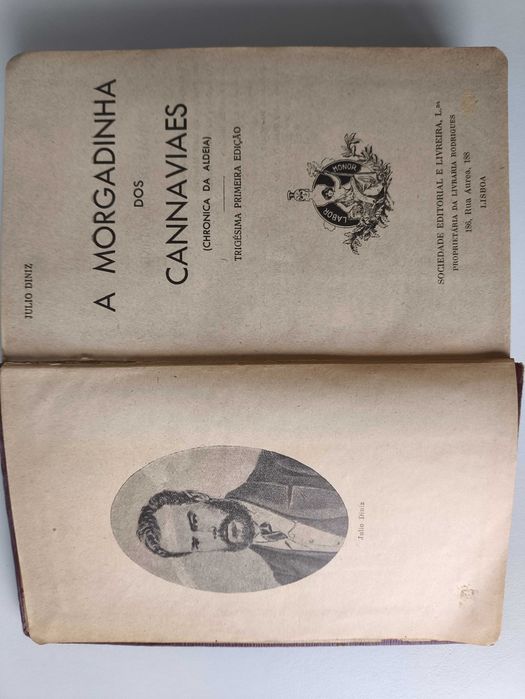 Julio Diniz
JULIO DINIZ
A MORGADINHA
DOS
CANNAVIAES
(CHRONICA DA ALDEIA)
TRIGÉSIMA PRIMEIRA EDIÇÃO
LABOR
HONOR
SOCIEDADE EDITORIAL E LIVREIRA, L.DA
PROPRIETÁRIA DA LIVRARIA RODRIGUES
186, Rua Aurea, 188
LISBOA